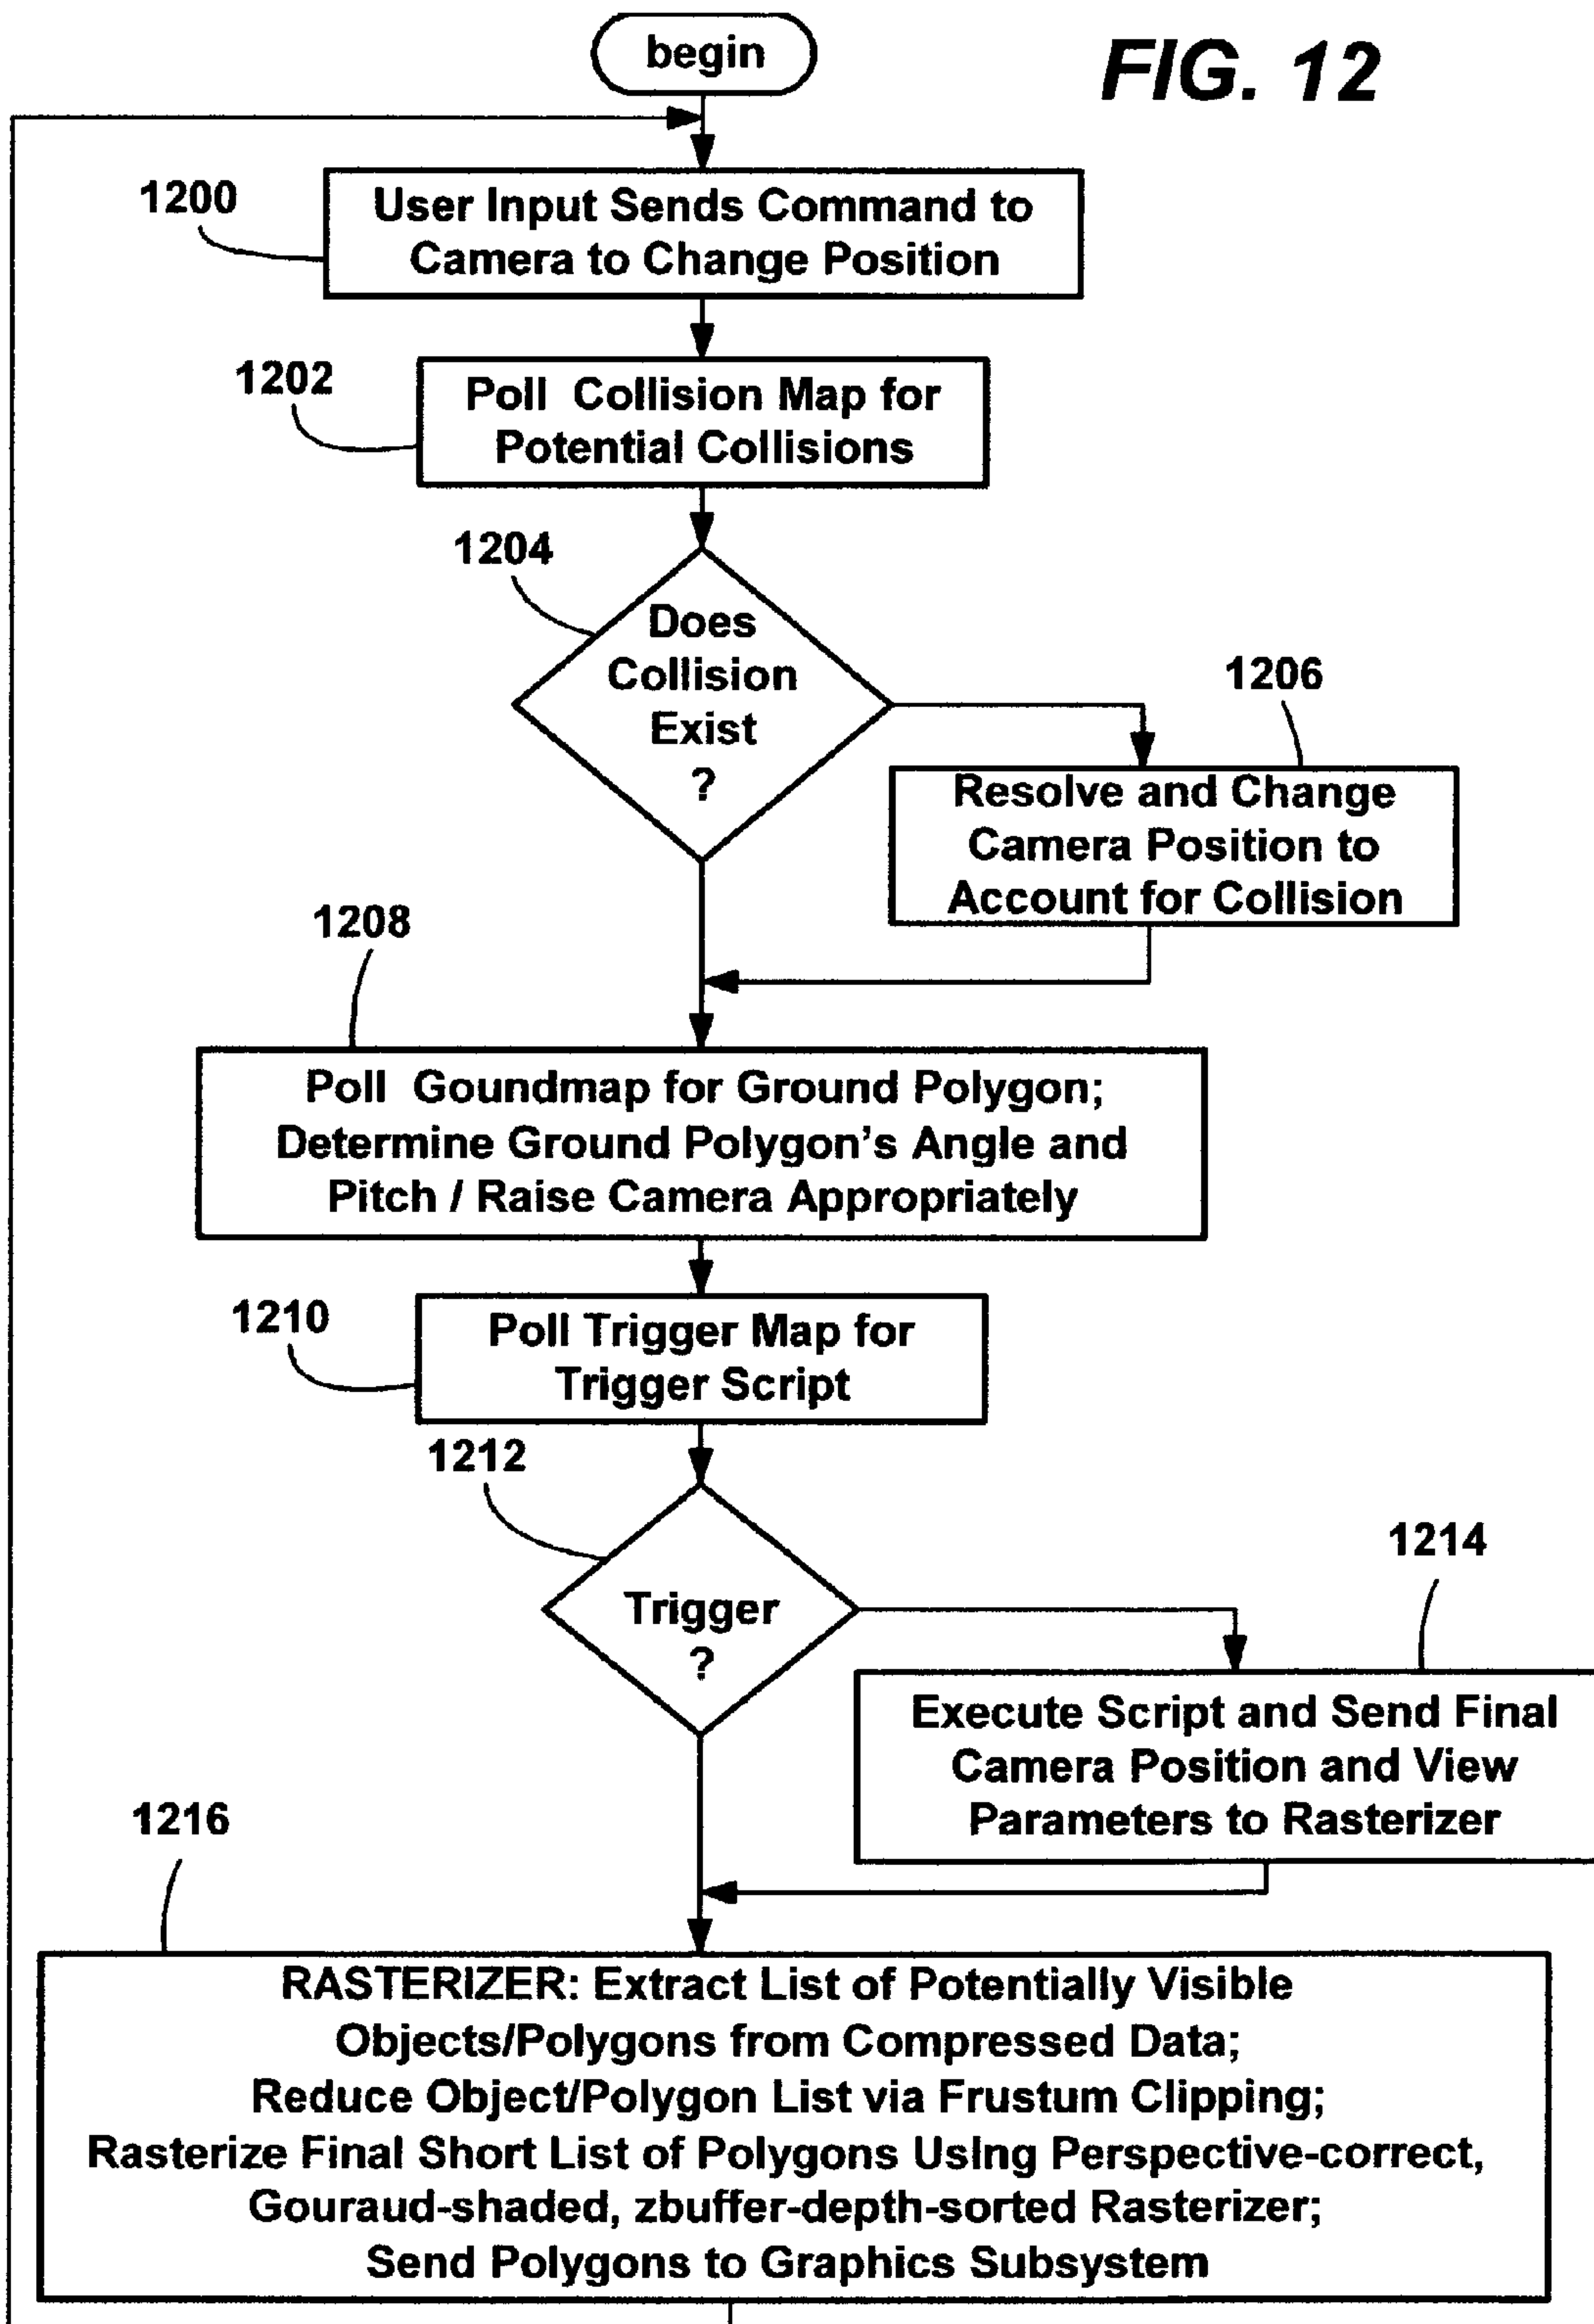 begin
FIG. 12
1200
User Input Sends Command to
Camera to Change Position
1202
Poll Collision Map for
Potential Collisions
1204
Does
Collision
Exist
?
1206
Resolve and Change
Camera Position to
Account for Collision
1208
Poll Goundmap for Ground Polygon;
Determine Ground Polygon's Angle and
Pitch / Raise Camera Appropriately
1210
Poll Trigger Map for
Trigger Script
1212
Trigger
?
1214
Execute Script and Send Final
Camera Position and View
Parameters to Rasterizer
1216
RASTERIZER: Extract List of Potentially Visible
Objects/Polygons from Compressed Data;
Reduce Object/Polygon List via Frustum Clipping;
Rasterize Final Short List of Polygons Using Perspective-correct,
Gouraud-shaded, zbuffer-depth-sorted Rasterizer;
Send Polygons to Graphics Subsystem